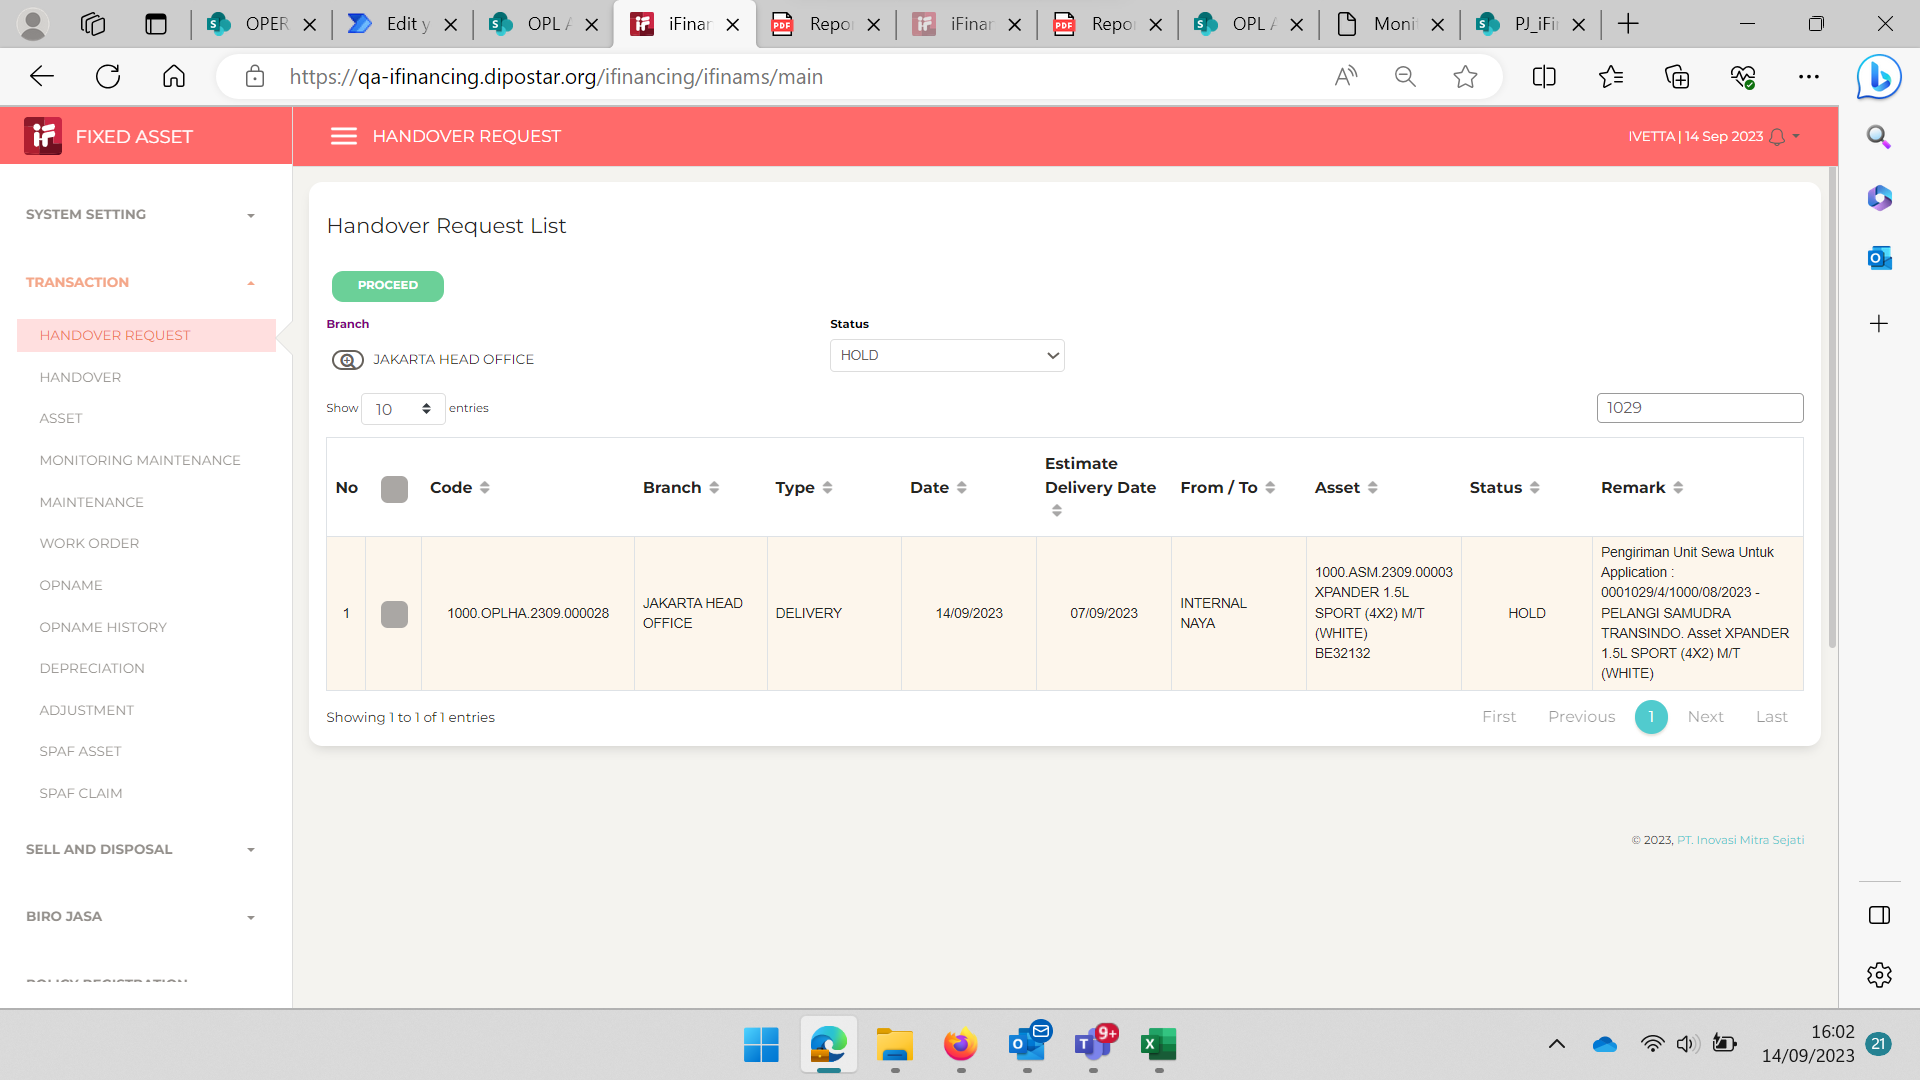 OPER
Edit y
OPL A
iFinan
Repo
iFinan
Repo
OPL A
Moni
PJ_iFi
https://qa-ifinancing.dipostar.org/ifinancing/ifinams/main
FIXED ASSET
HANDOVER REQUEST
IVETTA | 14 Sep 2023
SYSTEM SETTING
TRANSACTION
HANDOVER REQUEST
HANDOVER
ASSET
MONITORING MAINTENANCE
MAINTENANCE
WORK ORDER
OPNAME
OPNAME HISTORY
DEPRECIATION
ADJUSTMENT
SPAF ASSET
SPAF CLAIM
SELL AND DISPOSAL
BIRO JASA
POLICY REGISTRATION
Handover Request List
PROCEED
Branch
JAKARTA HEAD OFFICE
Status
HOLD
Show 10 entries
1029
No
Code
Branch
Type
Date
Estimate
Delivery Date
From / To
Asset
Status
Remark
1
1000.OPLHA.2309.000028
JAKARTA HEAD
OFFICE
DELIVERY
14/09/2023
07/09/2023
INTERNAL
NAYA
1000.ASM.2309.00003
XPANDER 1.5L
SPORT (4X2) M/T
(WHITE)
BE32132
HOLD
Pengiriman Unit Sewa Untuk
Application :
0001029/4/1000/08/2023 -
PELANGI SAMUDRA
TRANSINDO. Asset XPANDER
1.5L SPORT (4X2) M/T
(WHITE)
Showing 1 to 1 of 1 entries
First
Previous
1
Next
Last
© 2023, PT. Inovasi Mitra Sejati
9+
16:02
14/09/2023
21